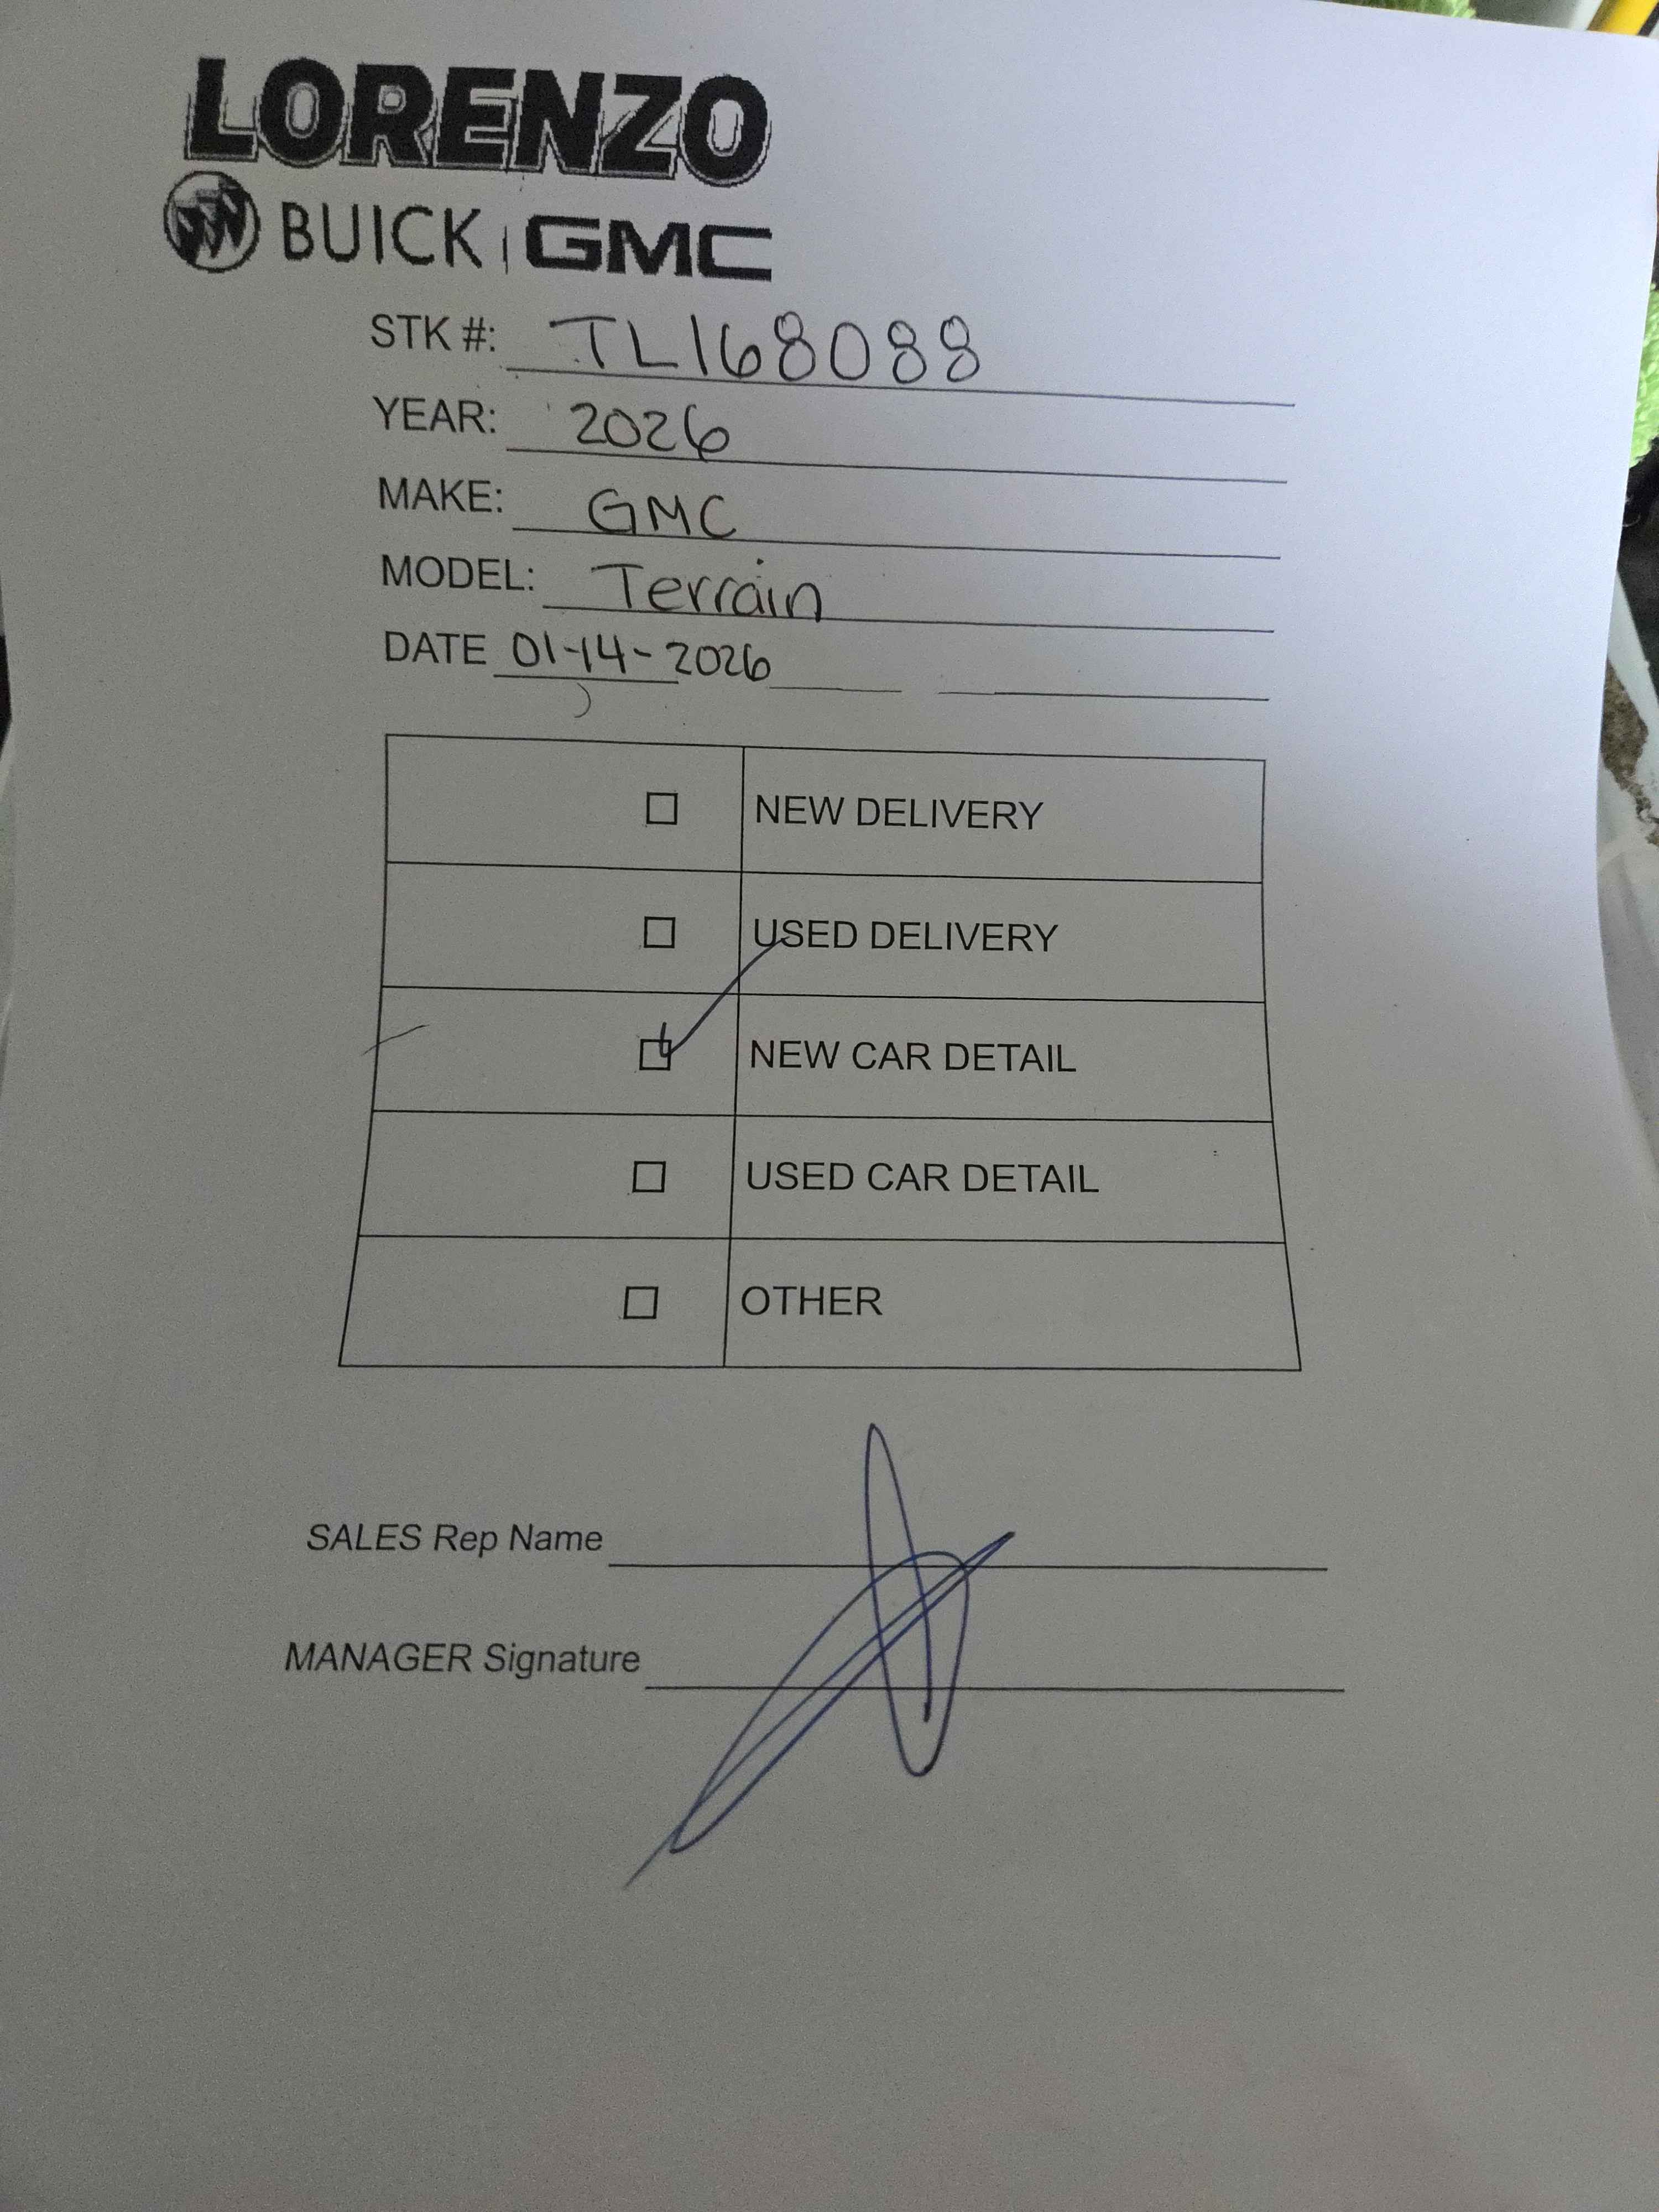 LORENZO
BUICK | GMC
STK #: TL168088
YEAR: 2026
MAKE: GMC
MODEL: Terrain
DATE 01-14-2026
NEW DELIVERY
USED DELIVERY
NEW CAR DETAIL
USED CAR DETAIL
OTHER
SALES Rep Name
MANAGER Signature